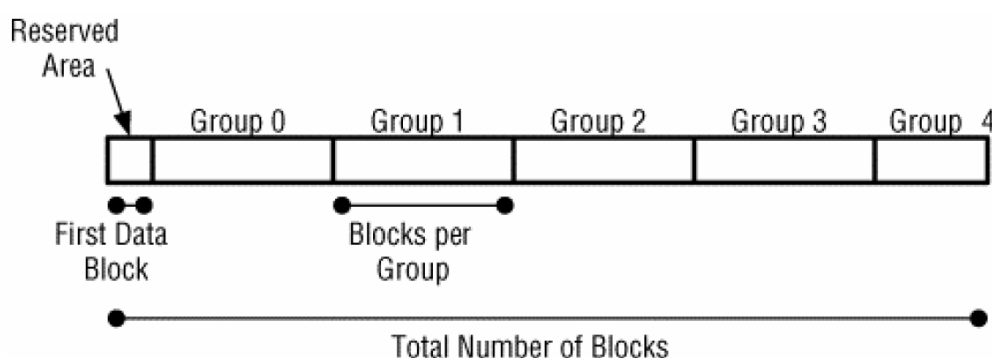 Reserved
Area
Group 0
Group 1
Group 2
Group 3
Group 4
First Data
Block
Blocks per
Group
Total Number of Blocks